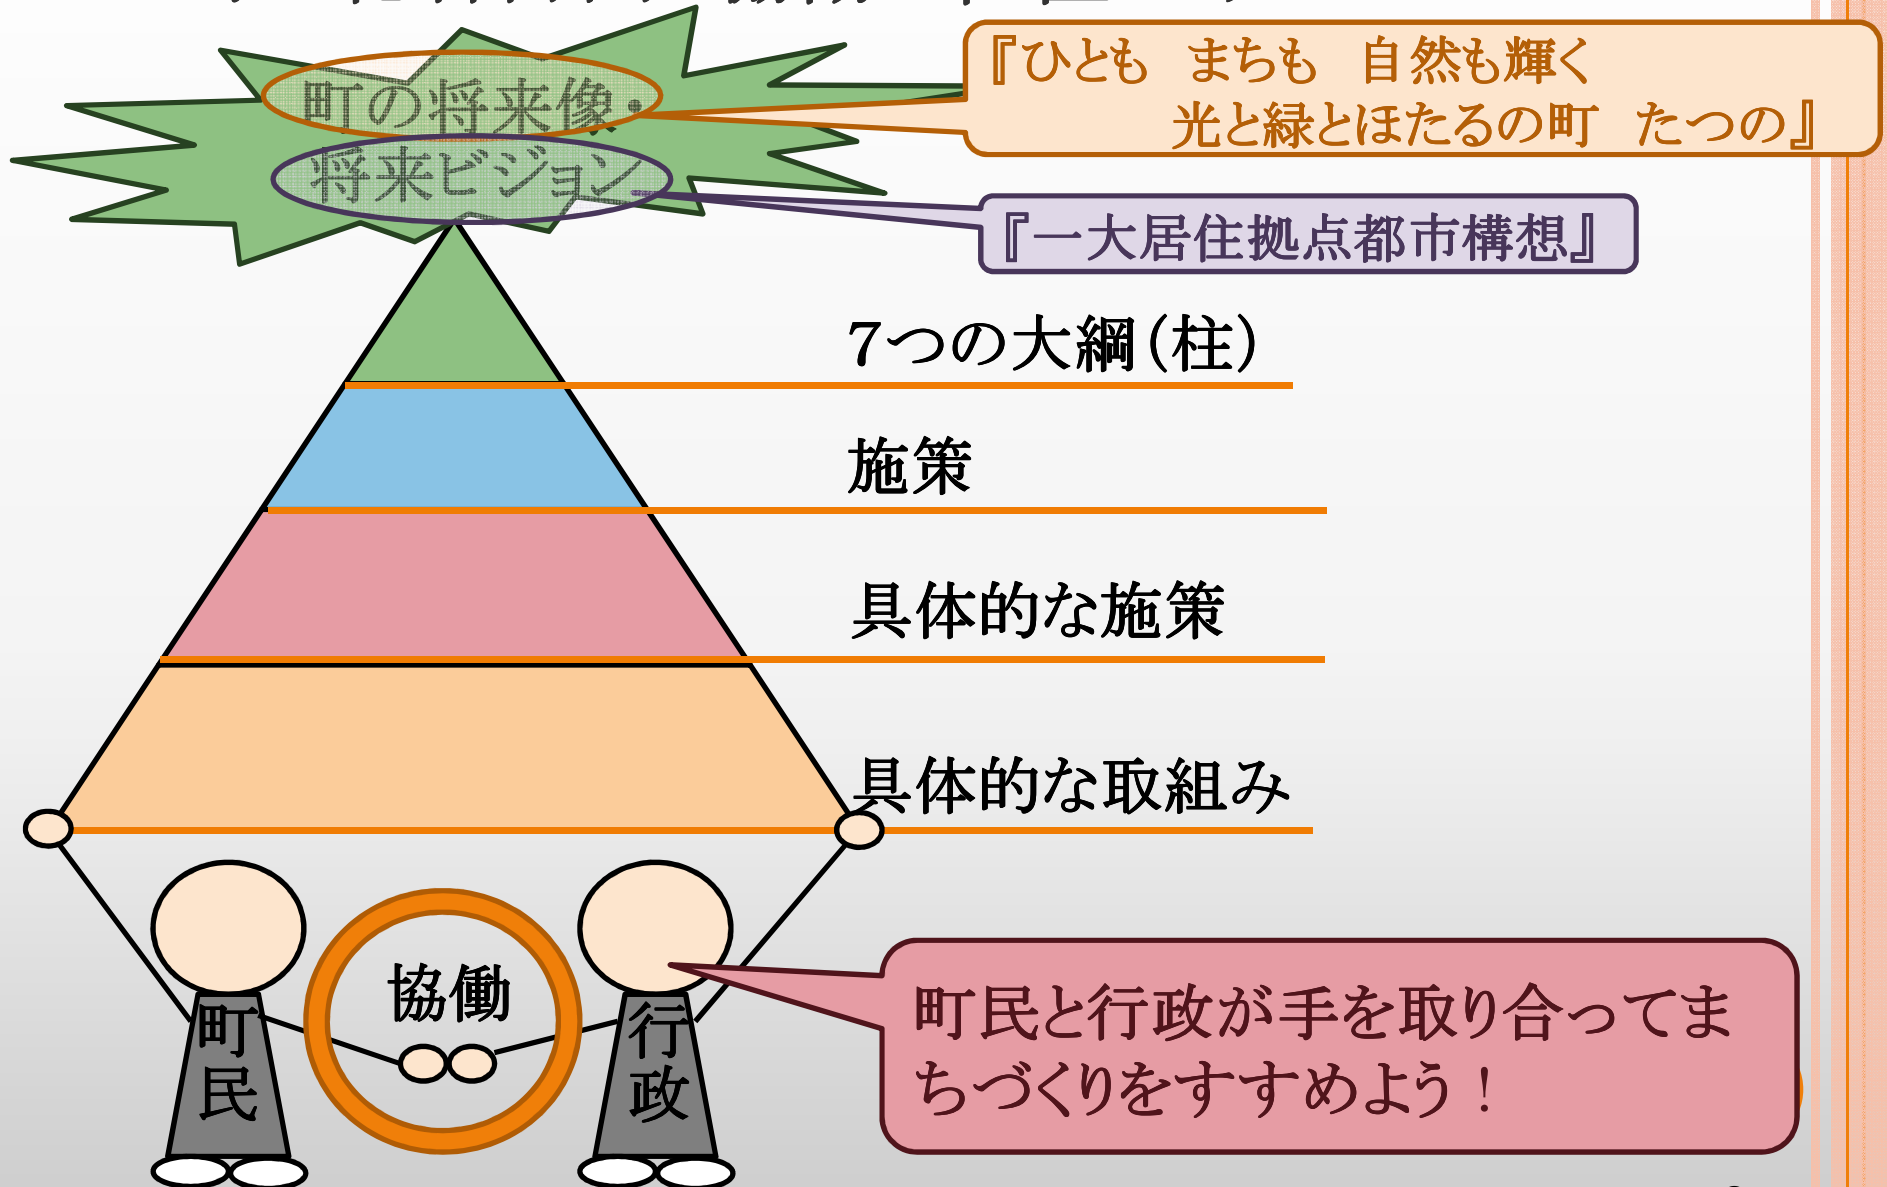 町の将来像・
将来ビジョン
『ひとも　まちも　自然も輝く
光と緑とほたるの町　たつの』
『一大居住拠点都市構想』
7つの大綱(柱)
施策
具体的な施策
具体的な取組み
協働
町民
行政
町民と行政が手を取り合ってま
ちづくりをすすめよう!